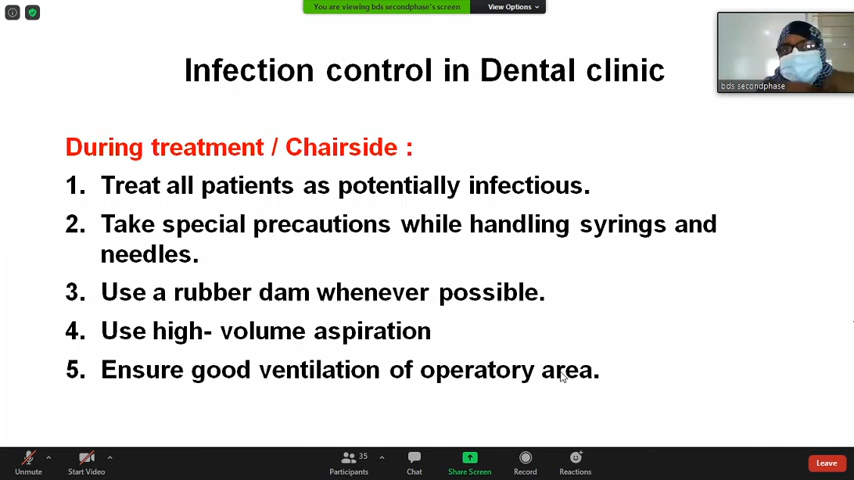 You are viewing bds secondphase's screen
View Options
Infection control in Dental clinic
bds secondphase
During treatment / Chairside :
1. Treat all patients as potentially infectious.
2. Take special precautions while handling syrings and
needles.
3. Use a rubber dam whenever possible.
4. Use high- volume aspiration
5. Ensure good ventilation of operatory area.
Unmute
Start Video
35
Participants
Chat
Share Screen
Record
Reactions
Leave